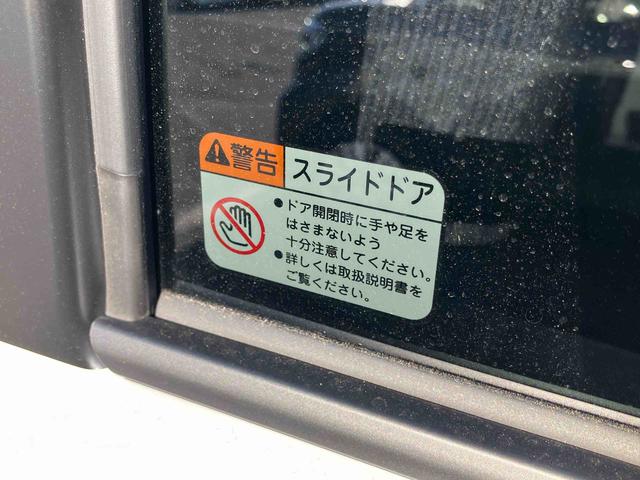 警告 スライドドア
●ドア開閉時に手や足を
はさまないよう
十分注意してください。
●詳しくは取扱説明書を
ご覧ください。